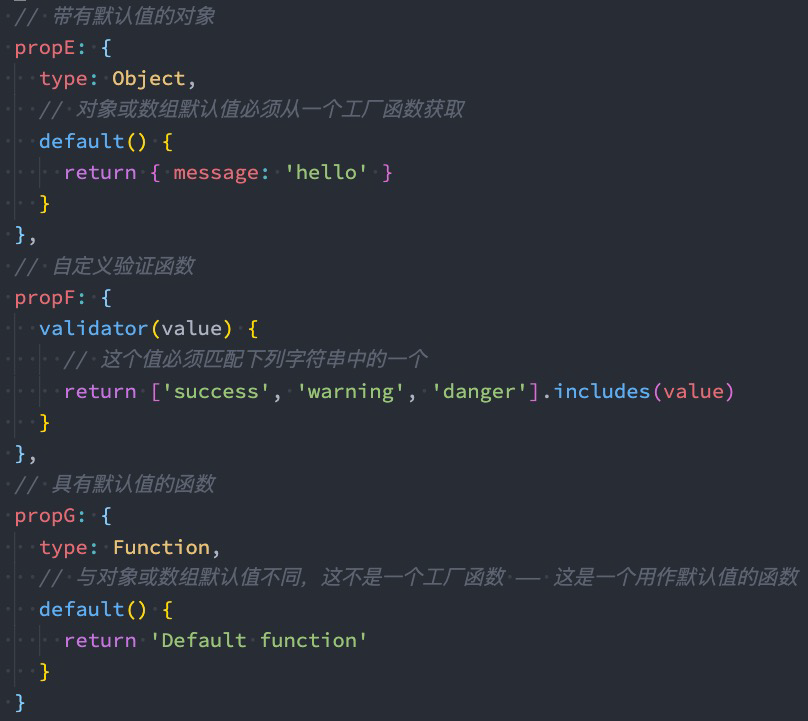 // 带有默认值的对象
propE: {
  type: Object,
  // 对象或数组默认值必须从一个工厂函数获取
  default() {
    return { message: 'hello' }
  }
},
// 自定义验证函数
propF: {
  validator(value) {
    // 这个值必须匹配下列字符串中的一个
    return ['success', 'warning', 'danger'].includes(value)
  }
},
// 具有默认值的函数
propG: {
  type: Function,
  // 与对象或数组默认值不同，这不是一个工厂函数 —— 这是一个用作默认值的函数
  default() {
    return 'Default function'
  }
}